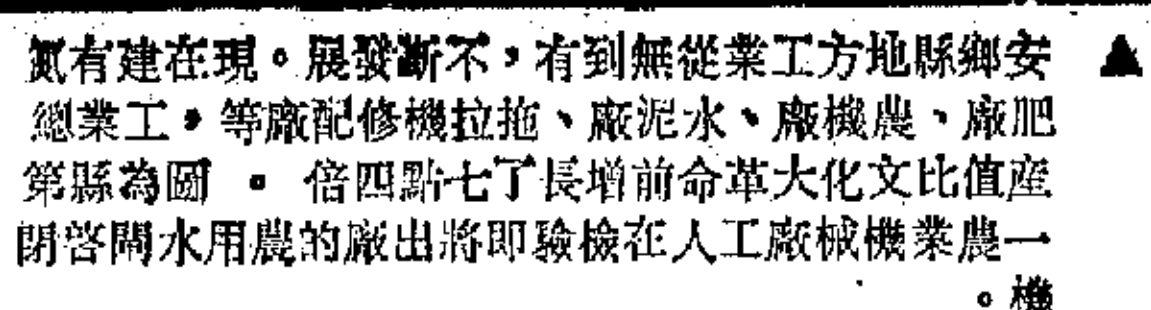 ▲安鄉縣地方工業從無到有，不斷發展。現在建有氮
肥廠、農機廠、水泥廠、拖拉機修配廠等，工業總
產值比文化大革命前增長了七點四倍。圖為縣第
一農業機械廠工人在檢驗即將出廠的農用水閘啓閉
機。